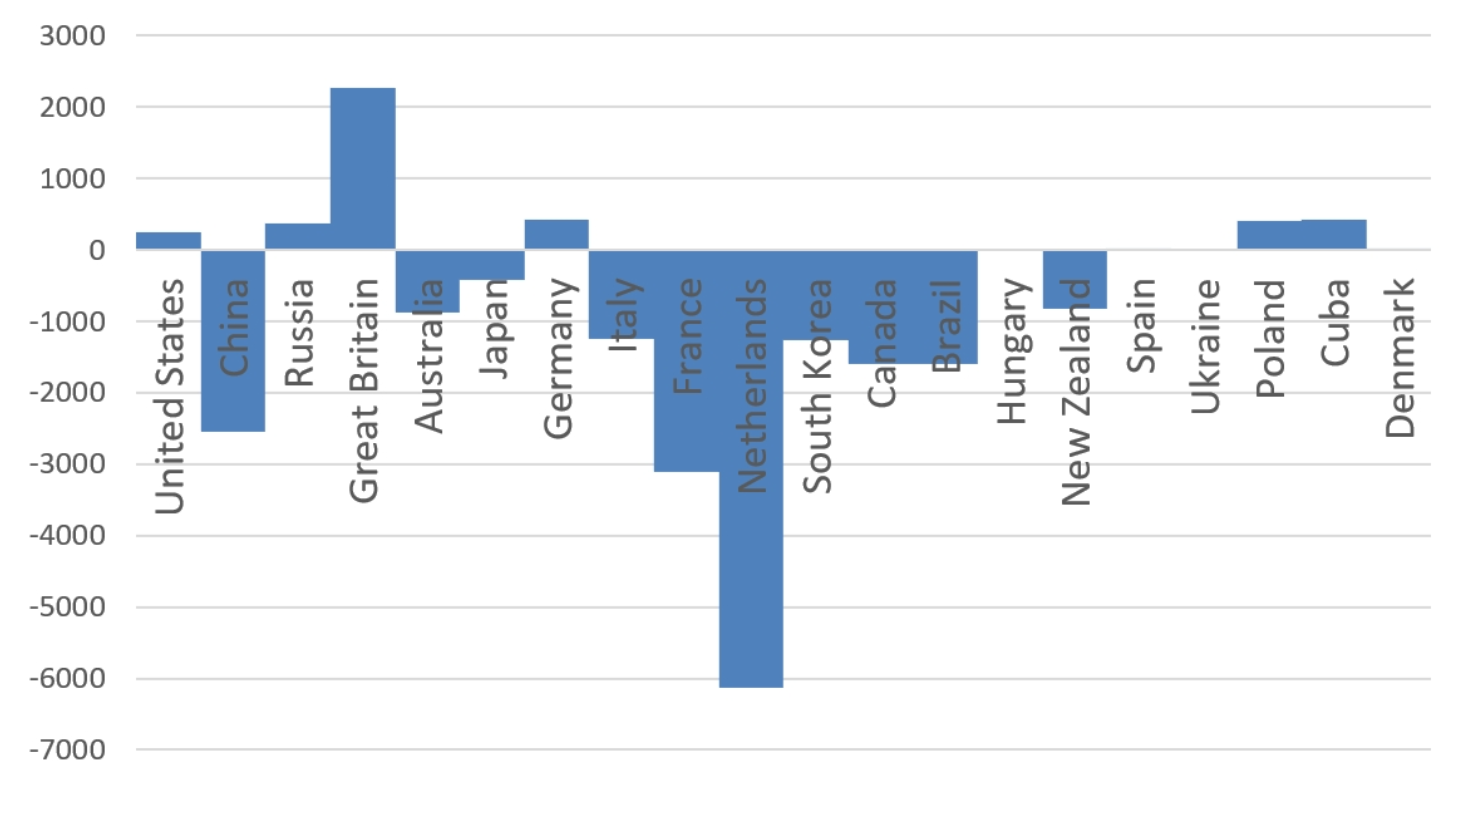 3000
2000
1000
0
-1000
-2000
-3000
-4000
-5000
-6000
-7000
United States
China
Russia
Great Britain
Australia
Japan
Germany
Italy
France
Netherlands
South Korea
Canada
Brazil
Hungary
New Zealand
Spain
Ukraine
Poland
Cuba
Denmark